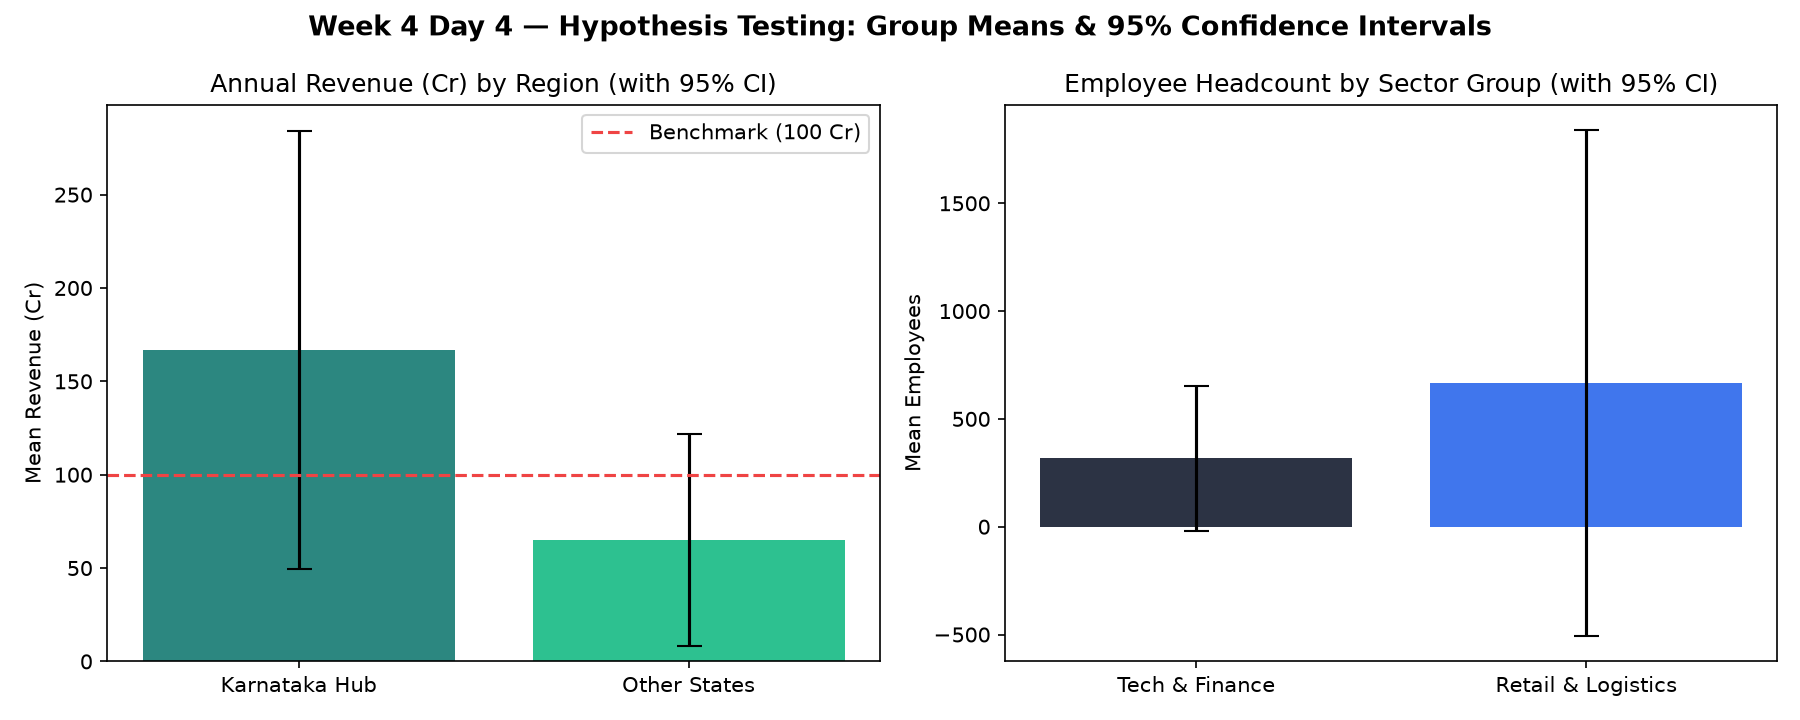 Week 4 Day 4 — Hypothesis Testing: Group Means & 95% Confidence Intervals
Annual Revenue (Cr) by Region (with 95% CI)
Benchmark (100 Cr)
Mean Revenue (Cr)
250
200
150
100
50
0
Karnataka Hub
Other States
Employee Headcount by Sector Group (with 95% CI)
Mean Employees
1500
1000
500
0
−500
Tech & Finance
Retail & Logistics